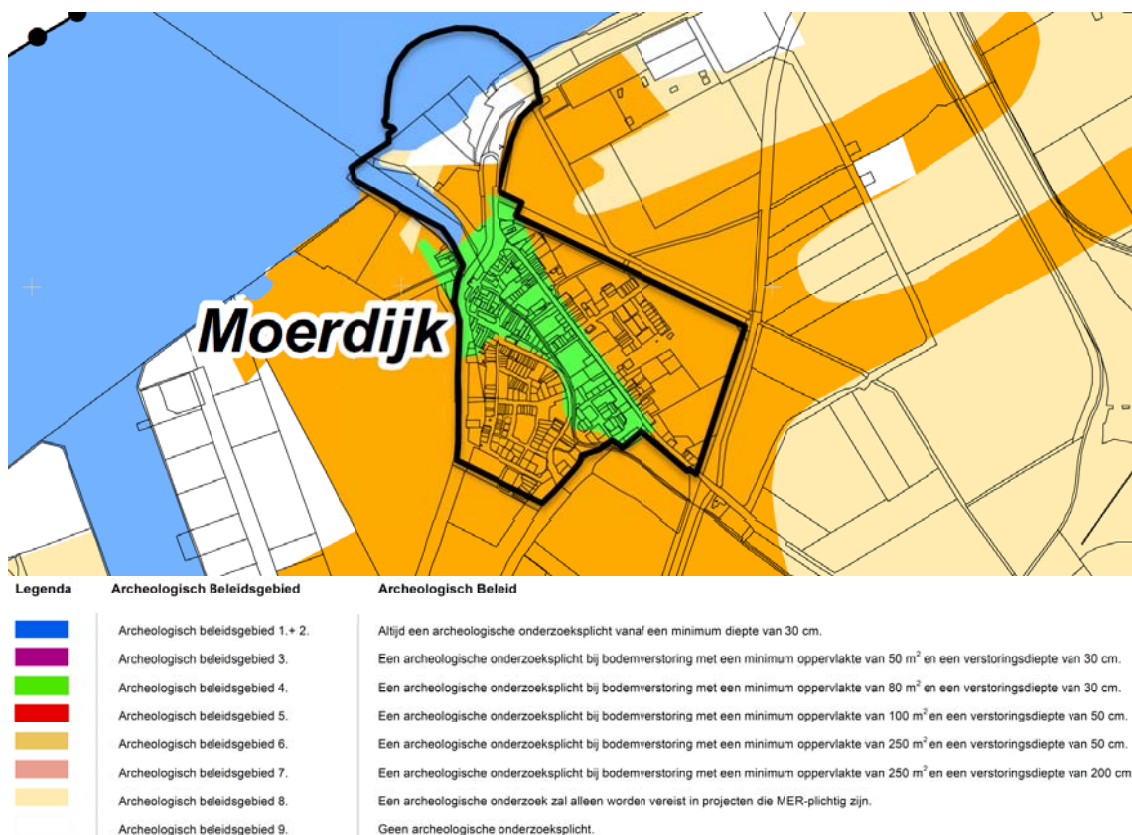 Moerdijk
Legenda Archeologisch Beleidsgebied Archeologisch Beleid
Archeologisch beleidsgebied 1.+ 2. Altijd een archeologische onderzoeksplicht vanaf een minimum diepte van 30 cm.
Archeologisch beleidsgebied 3. Een archeologische onderzoeksplicht bij bodemverstoring met een minimum oppervlakte van 50 m² en een verstoringsdiepte van 30 cm.
Archeologisch beleidsgebied 4. Een archeologische onderzoeksplicht bij bodemverstoring met een minimum oppervlakte van 80 m² en een verstoringsdiepte van 30 cm.
Archeologisch beleidsgebied 5. Een archeologische onderzoeksplicht bij bodemverstoring met een minimum oppervlakte van 100 m² en een verstoringsdiepte van 50 cm.
Archeologisch beleidsgebied 6. Een archeologische onderzoeksplicht bij bodemverstoring met een minimum oppervlakte van 250 m² en een verstoringsdiepte van 50 cm.
Archeologisch beleidsgebied 7. Een archeologische onderzoeksplicht bij bodemverstoring met een minimum oppervlakte van 250 m² en een verstoringsdiepte van 200 cm
Archeologisch beleidsgebied 8. Een archeologische onderzoek zal alleen worden vereist in projecten die MER-plichtig zijn.
Archeologisch beleidsgebied 9. Geen archeologische onderzoeksplicht.